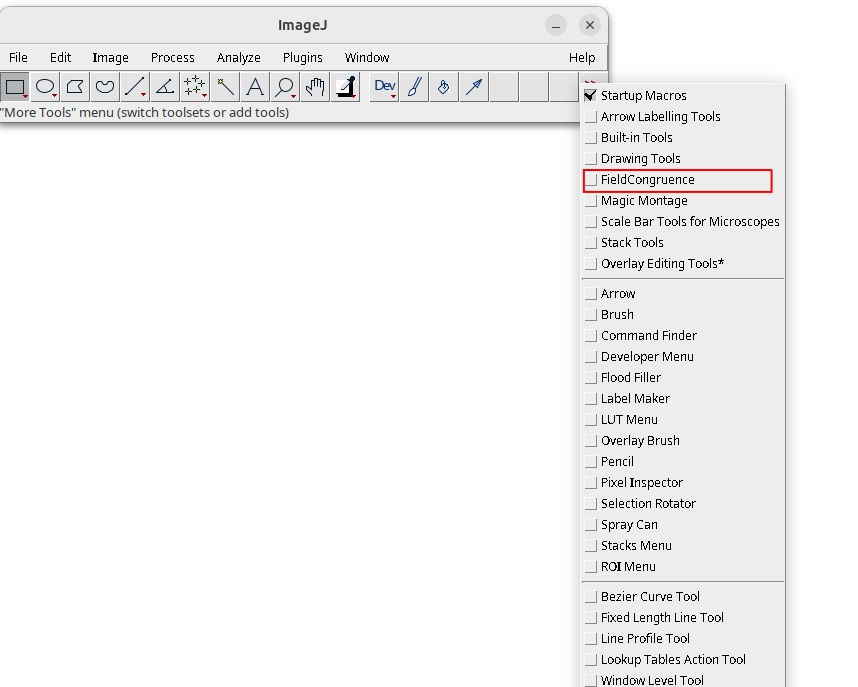 ImageJ
File Edit Image Process Analyze Plugins Window Help
A Dev
"More Tools" menu (switch toolsets or add tools)
Startup Macros
Arrow Labelling Tools
Built-in Tools
Drawing Tools
FieldCongruence
Magic Montage
Scale Bar Tools for Microscopes
Stack Tools
Overlay Editing Tools*
Arrow
Brush
Command Finder
Developer Menu
Flood Filler
Label Maker
LUT Menu
Overlay Brush
Pencil
Pixel Inspector
Selection Rotator
Spray Can
Stacks Menu
ROI Menu
Bezier Curve Tool
Fixed Length Line Tool
Line Profile Tool
Lookup Tables Action Tool
Window Level Tool